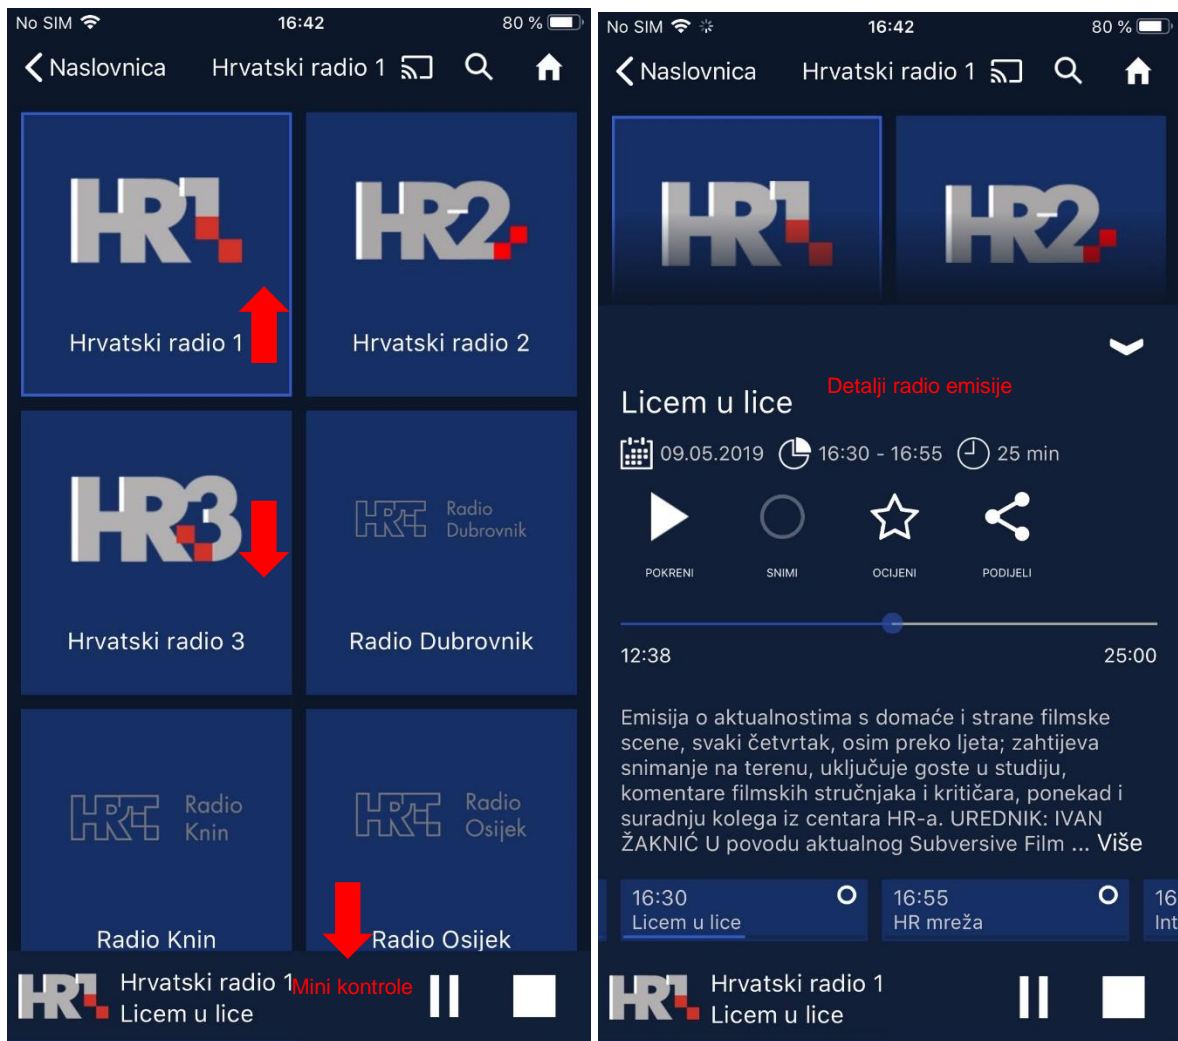 No SIM 16:42 80 %
Naslovnica Hrvatski radio 1
HR1
HR2
Hrvatski radio 1
Hrvatski radio 2
HR3
HRT Radio
Dubrovnik
Hrvatski radio 3
Radio Dubrovnik
HRT Radio
Knin
HRT Radio
Osijek
Radio Knin
Radio Osijek
HR1
Hrvatski radio 1
Licem u lice
Mini kontrole
No SIM 16:42 80 %
Naslovnica Hrvatski radio 1
HR1
HR2
Detalji radio emisije
Licem u lice
09.05.2019 16:30 - 16:55 25 min
POKRENI SNIMI OCIJENI PODIJELI
12:38 25:00
Emisija o aktualnostima s domaće i strane filmske
scene, svaki četvrtak, osim preko ljeta; zahtijeva
snimanje na terenu, uključuje goste u studiju,
komentare filmskih stručnjaka i kritičara, ponekad i
suradnju kolega iz centara HR-a. UREDNIK: IVAN
ŽAKNIĆ U povodu aktualnog Subversive Film ... Više
16:30
Licem u lice
16:55
HR mreža
16
Int
HR1
Hrvatski radio 1
Licem u lice